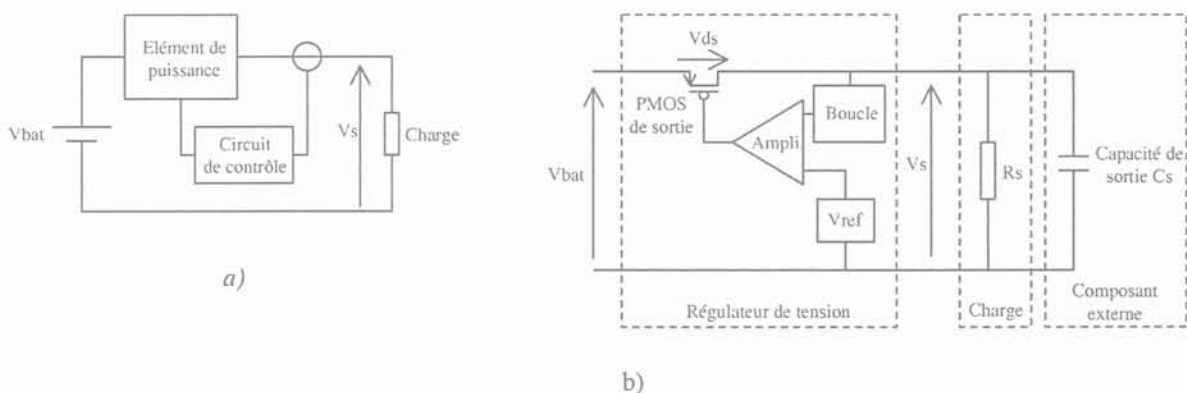 Elément de
puissance
Vbat
Circuit
de contrôle
Vs
Charge
a)
Vds
PMOS
de sortie
Boucle
Ampli.
Vbat
Vref
Vs
Rs
Capacité de
sortie Cs
Régulateur de tension
Charge
Composant
externe
b)